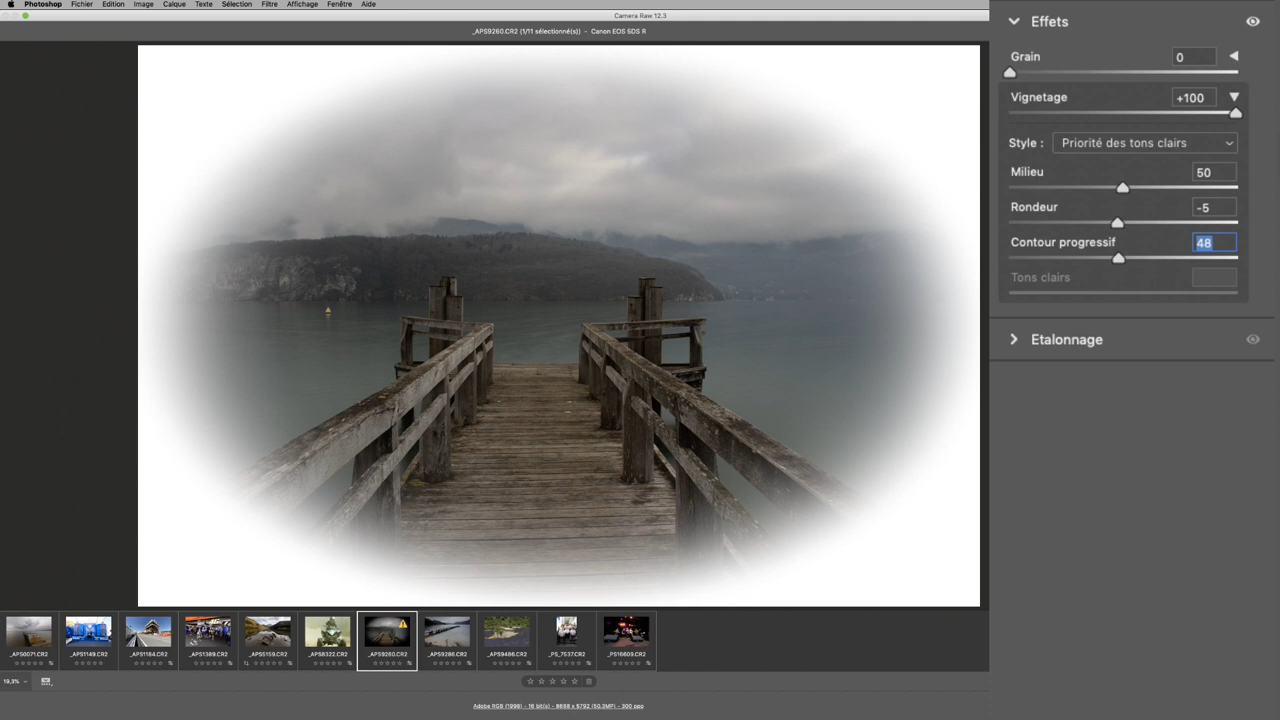 Photoshop Fichier Edition Image Calque Texte Sélection Filtre Affichage Fenêtre Aide
Camera Raw 12.3
_APS9260.CR2 (1/11 sélectionné(s)) - Canon EOS 5DS R
Effets
Grain 0
Vignetage +100
Style : Priorité des tons clairs
Milieu 50
Rondeur -5
Contour progressif 48
Tons clairs
Etalonnage
_APS0071.CR2 _APS1149.CR2 _APS1184.CR2 _APS1389.CR2 _APS5159.CR2 _APS8322.CR2 _APS9260.CR2 _APS9286.CR2 _APS9486.CR2 _PS_7537.CR2 _PS16609.CR2
19,3%
Adobe RGB (1998) - 16 bit(s) - 8688 x 5792 (50,3MP) - 300 ppp